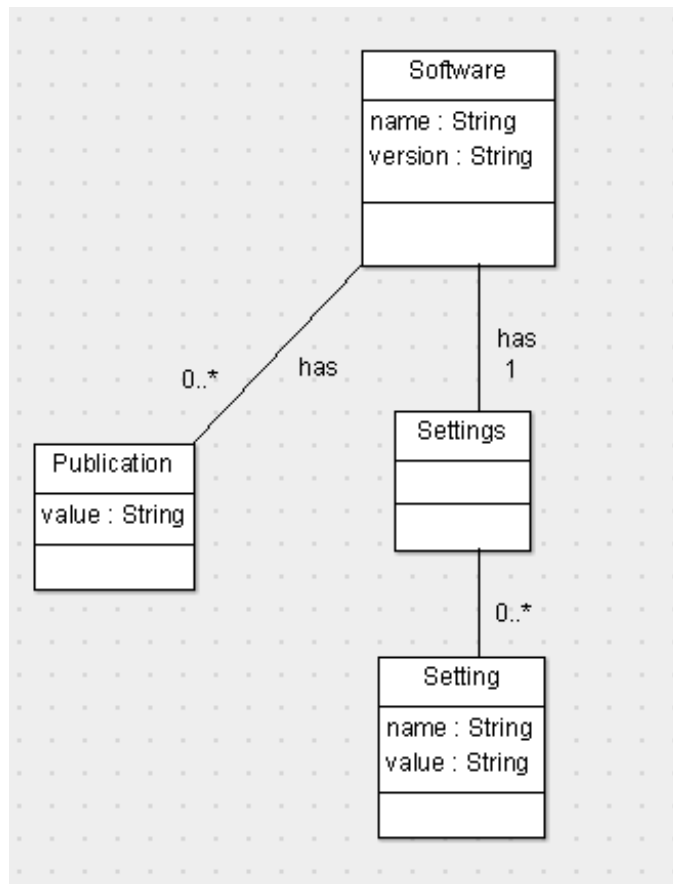 Software
name : String
version : String
has
1
0..*
has
Settings
Publication
value : String
0..*
Setting
name : String
value : String